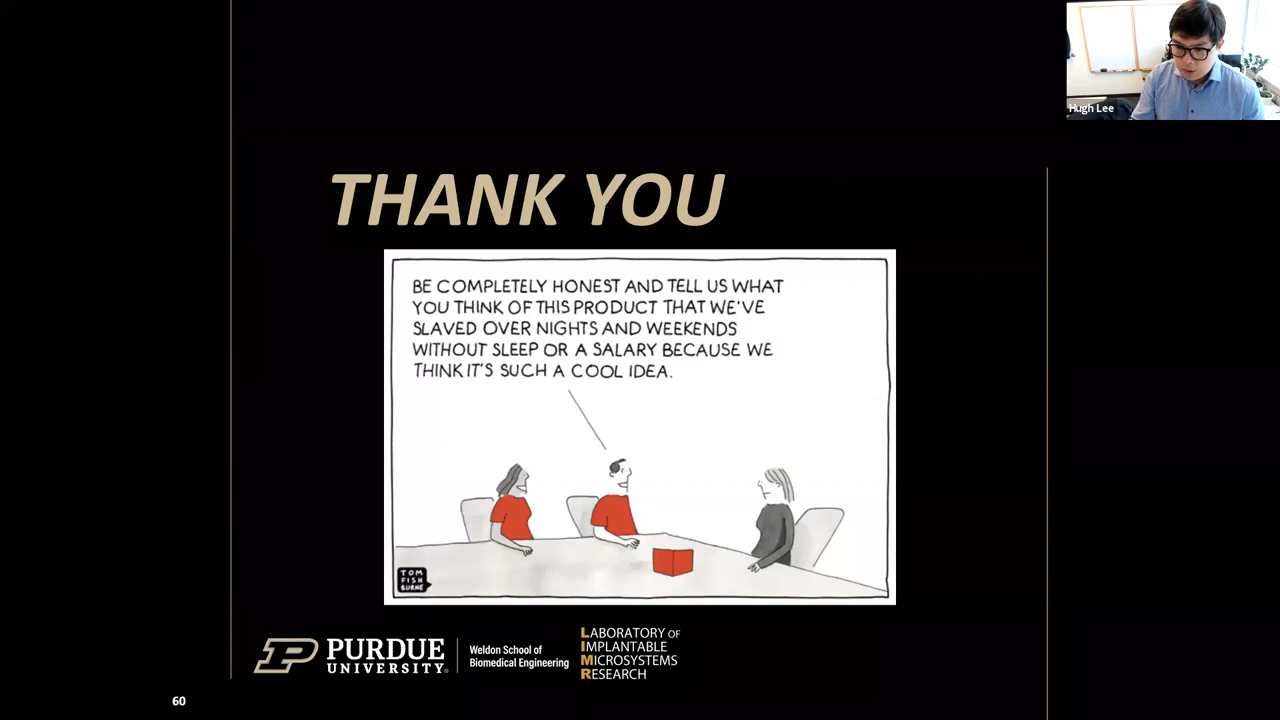 Hugh Lee
THANK YOU
BE COMPLETELY HONEST AND TELL US WHAT
YOU THINK OF THIS PRODUCT THAT WE'VE
SLAVED OVER NIGHTS AND WEEKENDS
WITHOUT SLEEP OR A SALARY BECAUSE WE
THINK IT'S SUCH A COOL IDEA.
TOM
FISH
BURNE
PURDUE
UNIVERSITY®
Weldon School of
Biomedical Engineering
LABORATORY OF
IMPLANTABLE
MICROSYSTEMS
RESEARCH
60